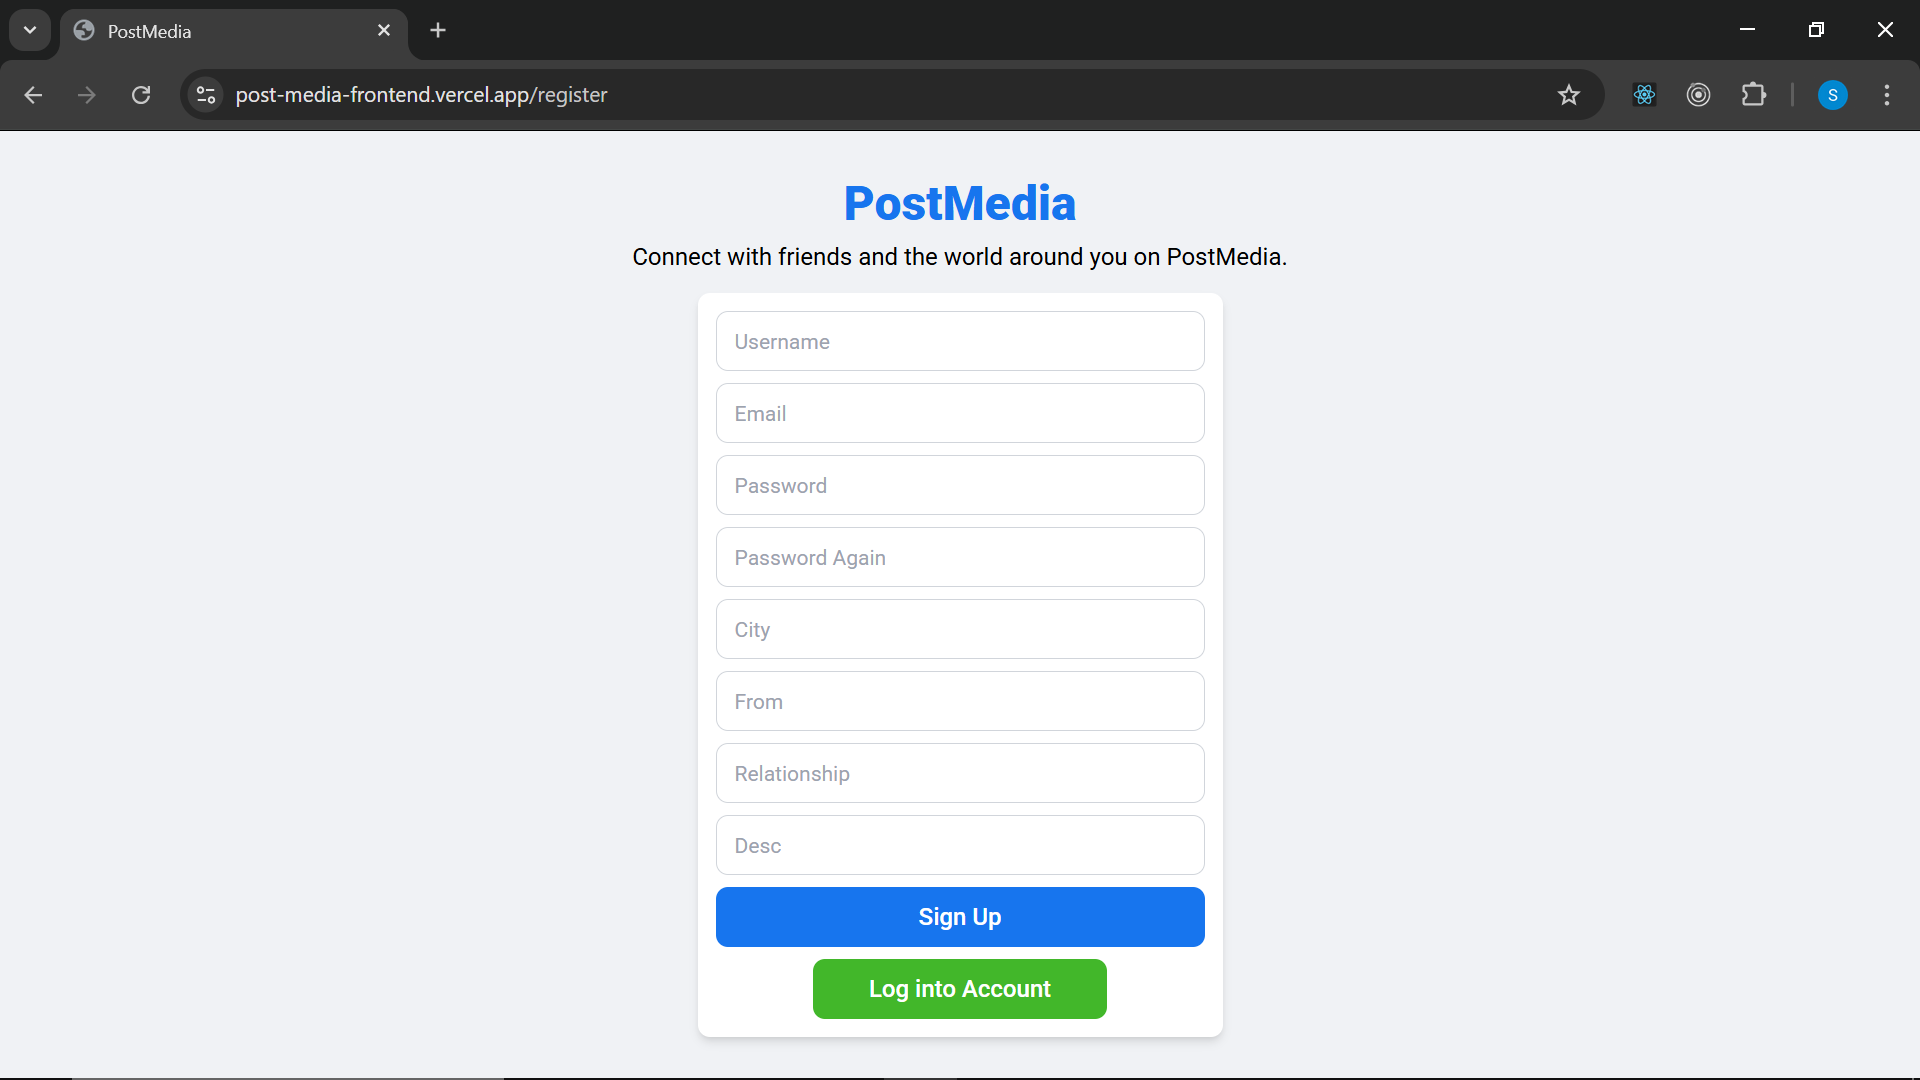 PostMedia
post-media-frontend.vercel.app/register
S
PostMedia
Connect with friends and the world around you on PostMedia.
Username
Email
Password
Password Again
City
From
Relationship
Desc
Sign Up
Log into Account